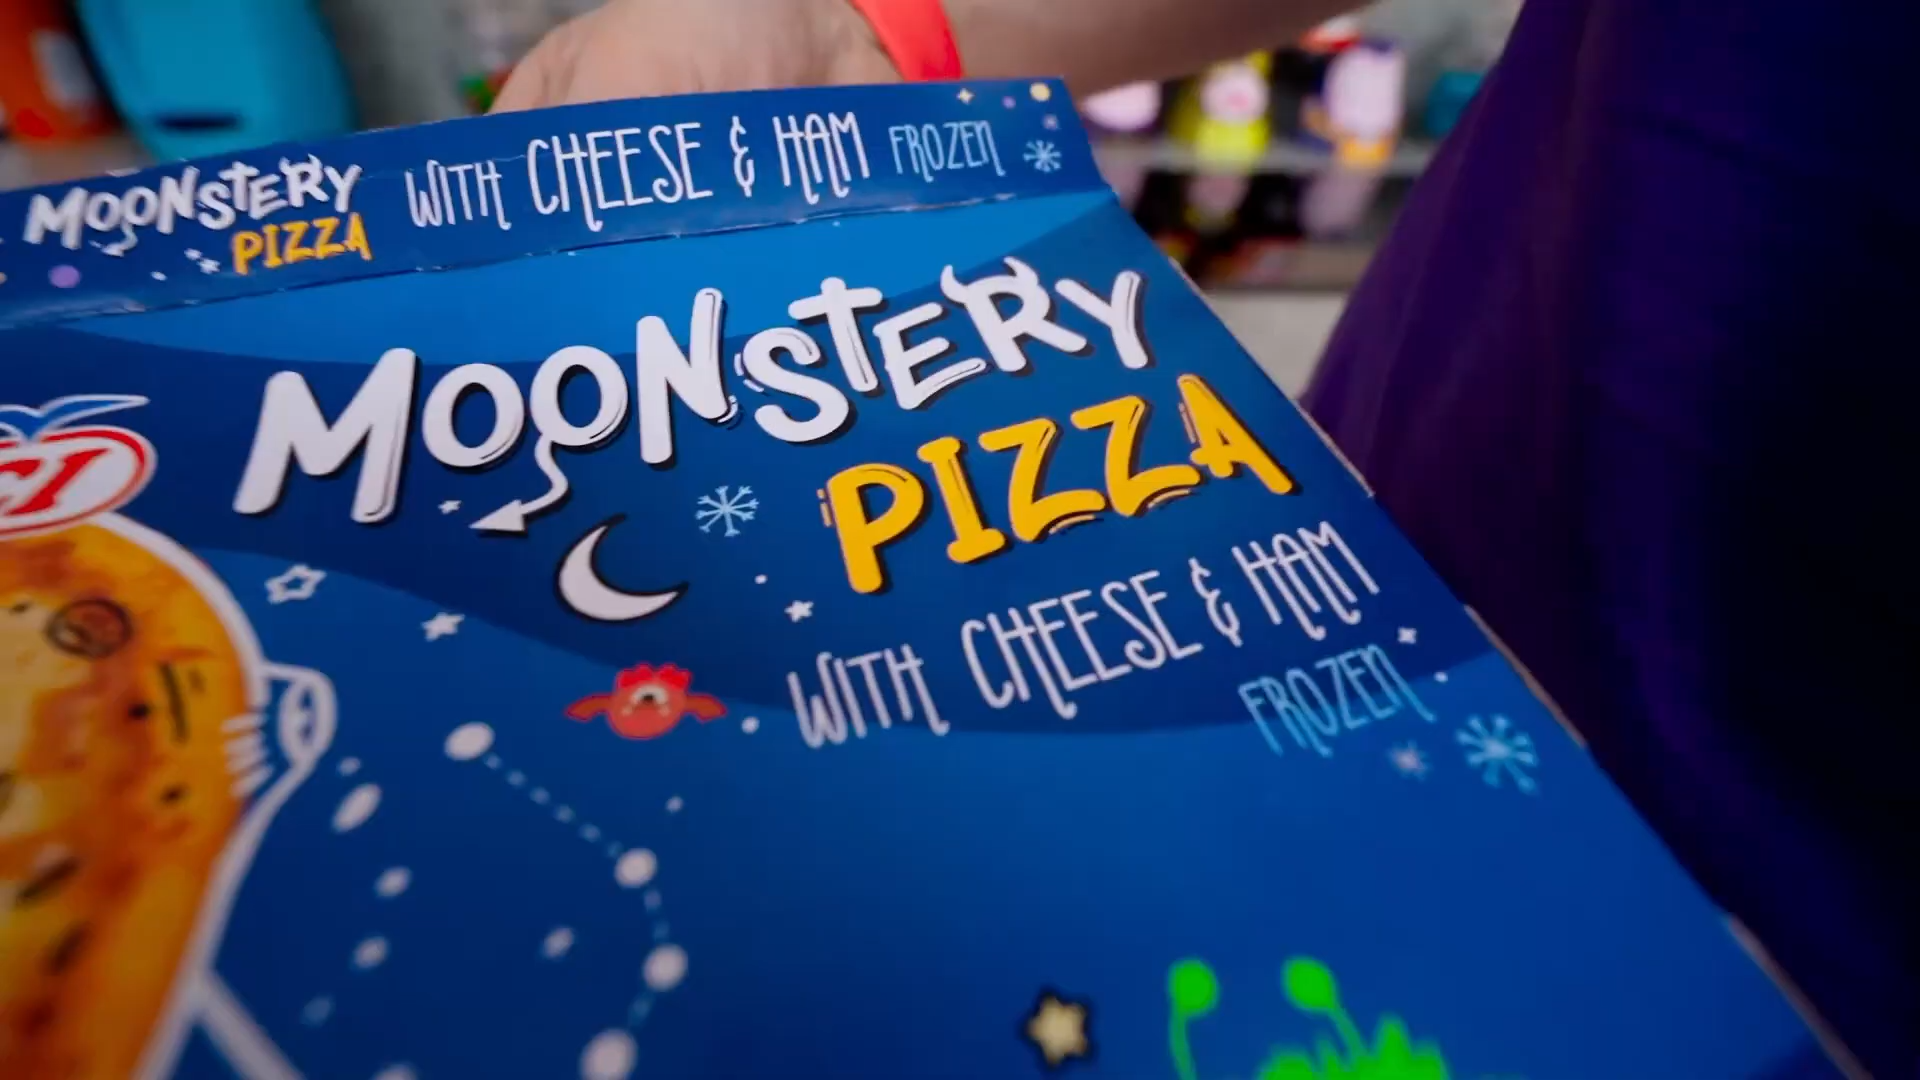 MOONSTERY
PIZZA
WITH CHEESE & HAM FROZEN
MOONSTERY
PIZZA
WITH CHEESE & HAM
FROZEN